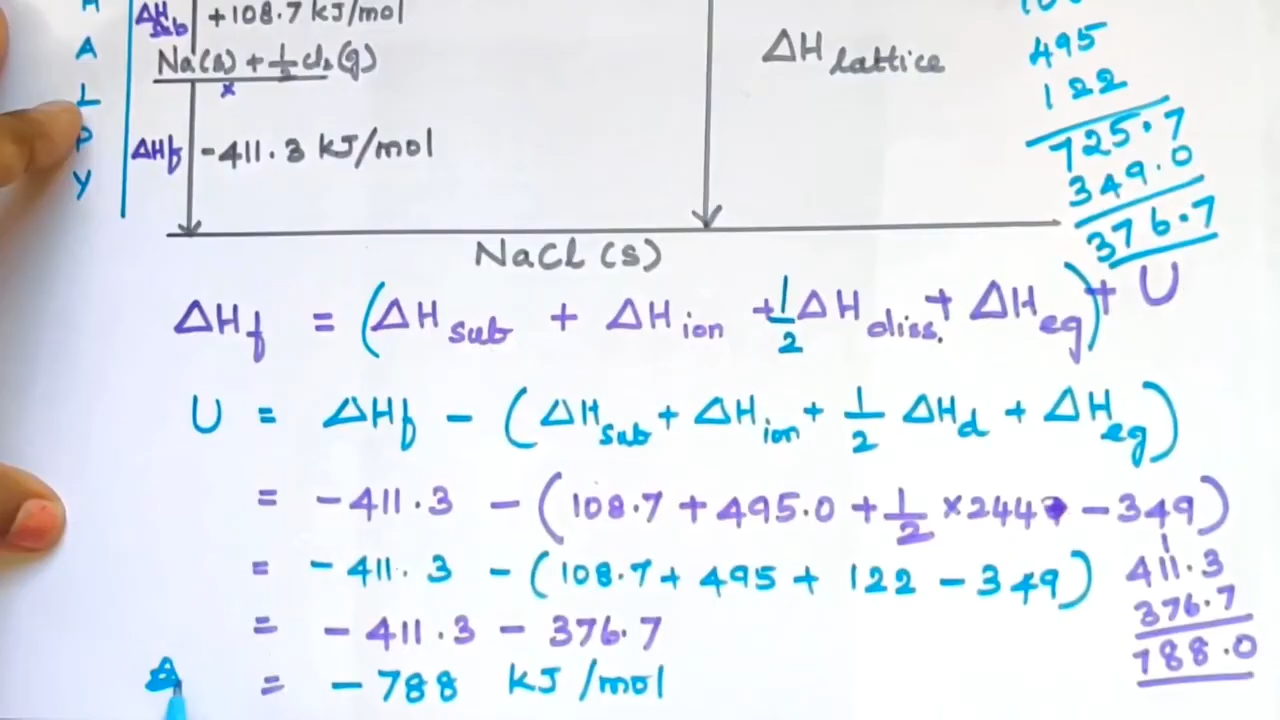 A
L
P
Y
ΔHsub +108.7 kJ/mol
Na(s) + 1/2 Cl₂(g)
x
ΔHf -411.3 kJ/mol
ΔH lattice
NaCl(s)
495
122
725.7
349.0
376.7
ΔHf = (ΔHsub + ΔHion + 1/2 ΔHdiss. + ΔHeg) + U
U = ΔHf - (ΔHsub + ΔHion + 1/2 ΔHd + ΔHeg)
= -411.3 - (108.7 + 495.0 + 1/2 × 244 - 349)
= -411.3 - (108.7 + 495 + 122 - 349)
= -411.3 - 376.7
= -788 kJ/mol
1
411.3
376.7
788.0